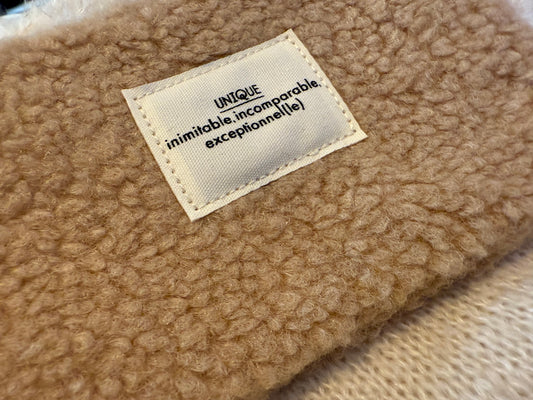 UNIQUE
inimitable, incomparable,
exceptionnel(le)